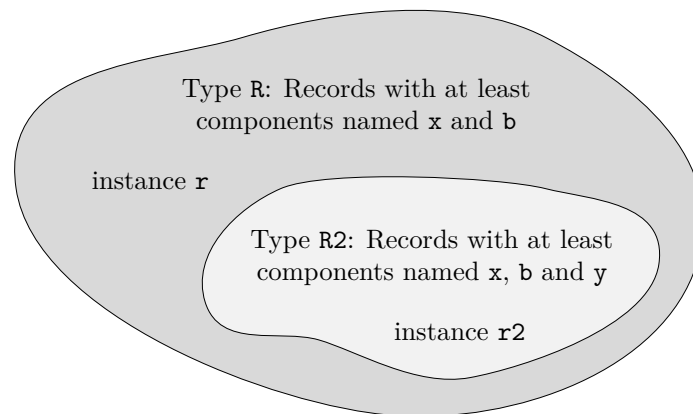 Type R: Records with at least
components named x and b
instance r
Type R2: Records with at least
components named x, b and y
instance r2